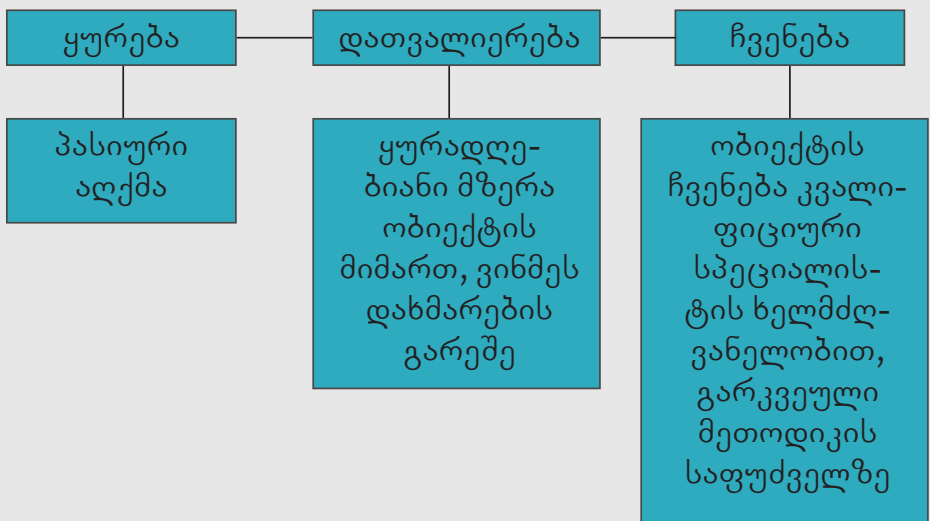 ყურება
დათვალიერება
ჩვენება
პასიური
აღქმა
ყურადღე-
ბიანი მზერა
ობიექტის
მიმართ, ვინმეს
დახმარების
გარეშე
ობიექტის
ჩვენება კვალი-
ფიციური
სპეციალის-
ტის ხელმძღ-
ვანელობით,
გარკვეული
მეთოდიკის
საფუძველზე